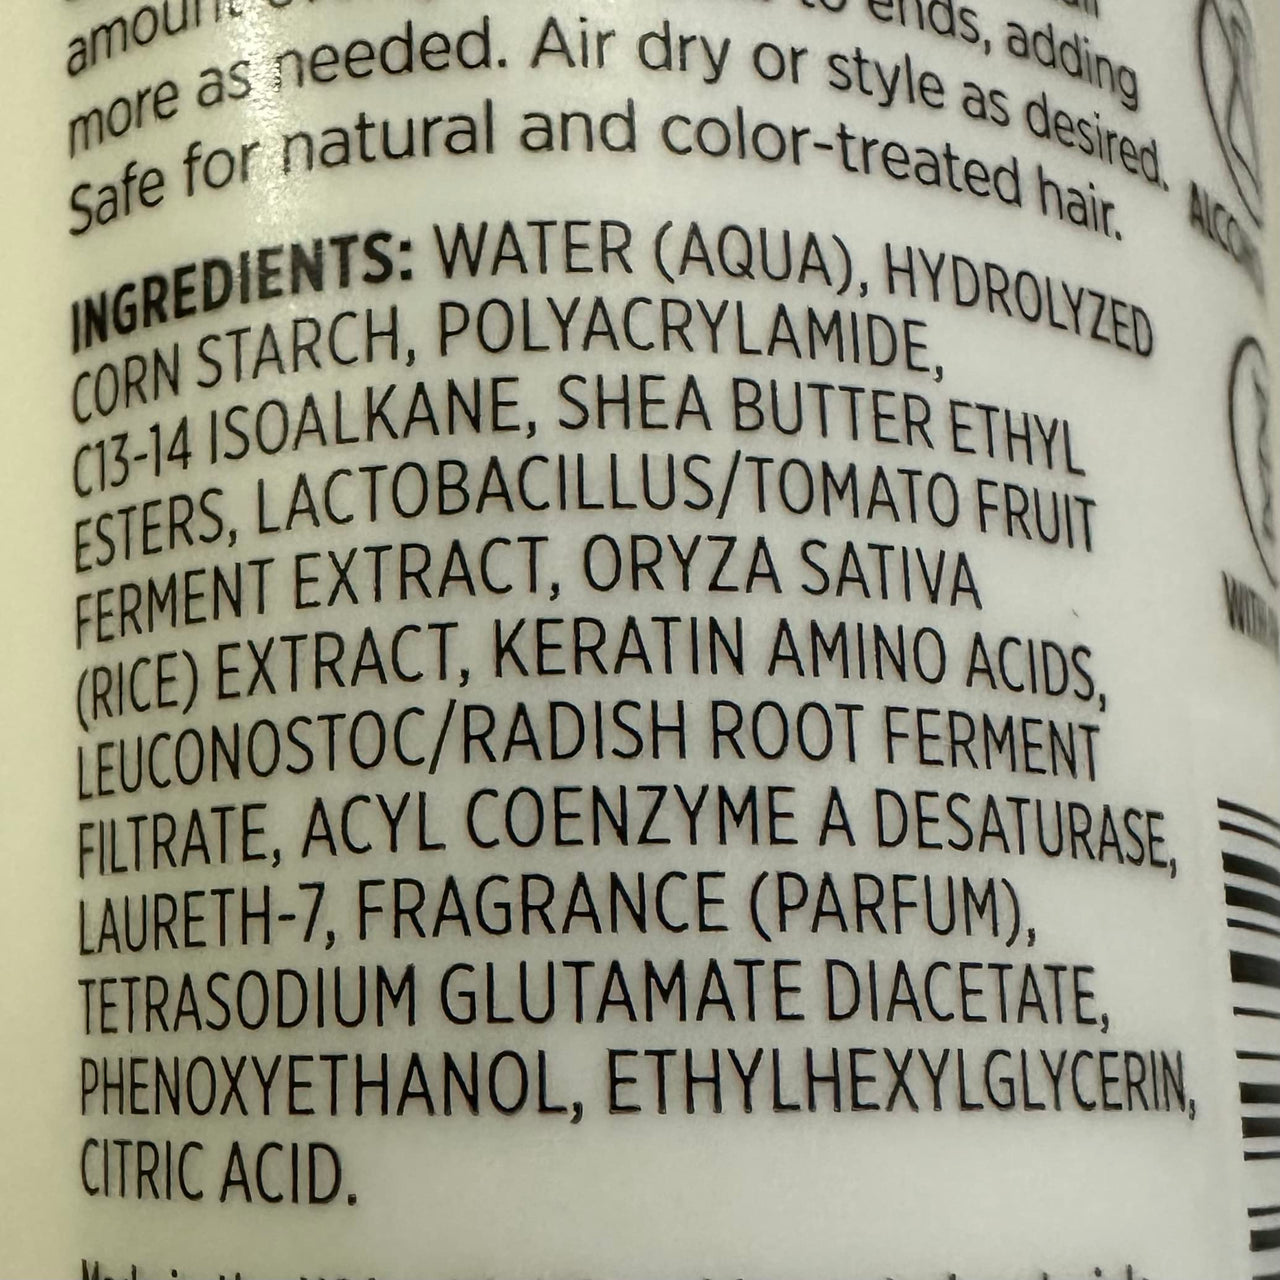 ends, adding
more as needed. Air dry or style as desired.
Safe for natural and color-treated hair.
INGREDIENTS: WATER (AQUA), HYDROLYZED
CORN STARCH, POLYACRYLAMIDE,
C13-14 ISOALKANE, SHEA BUTTER ETHYL
ESTERS, LACTOBACILLUS/TOMATO FRUIT
FERMENT EXTRACT, ORYZA SATIVA
(RICE) EXTRACT, KERATIN AMINO ACIDS,
LEUCONOSTOC/RADISH ROOT FERMENT
FILTRATE, ACYL COENZYME A DESATURASE,
LAURETH-7, FRAGRANCE (PARFUM),
TETRASODIUM GLUTAMATE DIACETATE,
PHENOXYETHANOL, ETHYLHEXYLGLYCERIN,
CITRIC ACID.